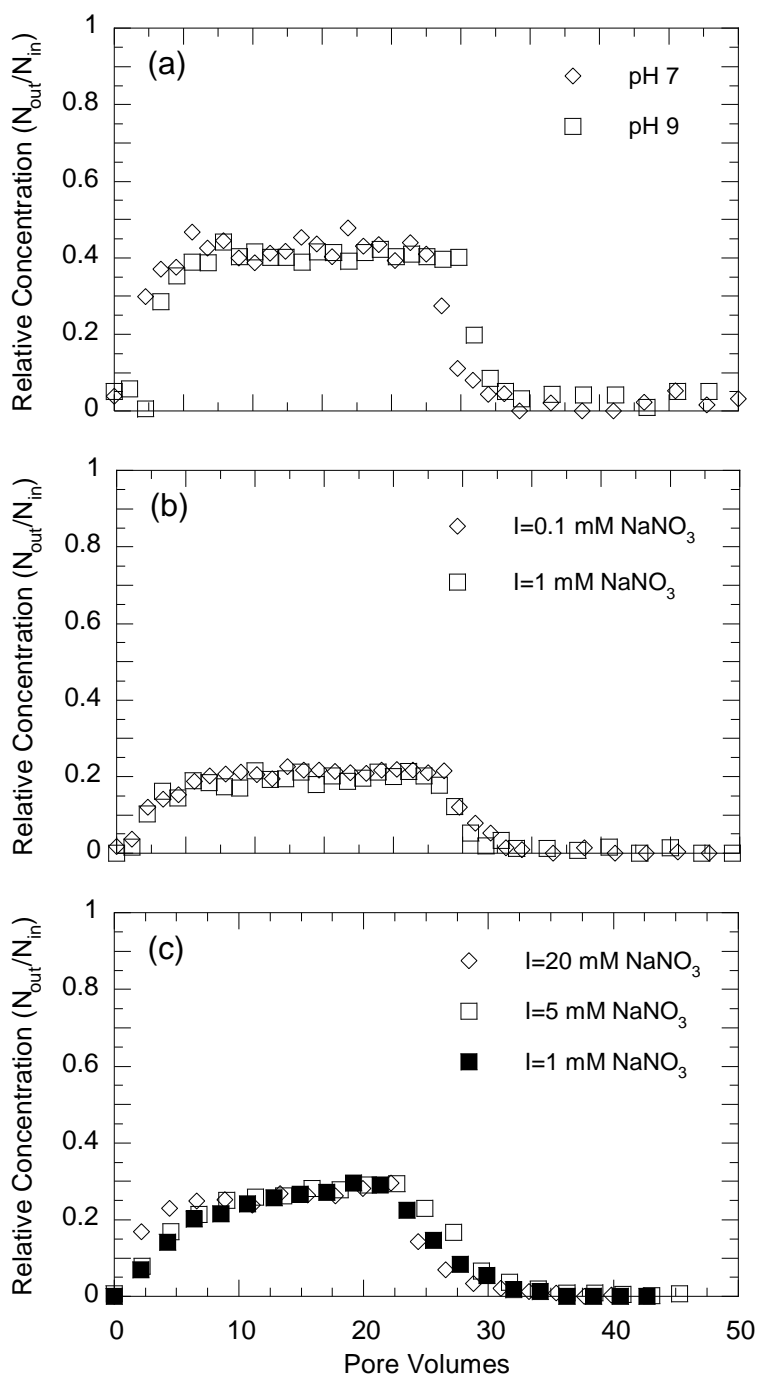 Relative Concentration (Nout/Nin)
1
0.8
0.6
0.4
0.2
0
(a)
pH 7
pH 9
Relative Concentration (Nout/Nin)
1
0.8
0.6
0.4
0.2
0
(b)
I=0.1 mM NaNO3
I=1 mM NaNO3
Relative Concentration (Nout/Nin)
1
0.8
0.6
0.4
0.2
0
(c)
I=20 mM NaNO3
I=5 mM NaNO3
I=1 mM NaNO3
0 10 20 30 40 50
Pore Volumes